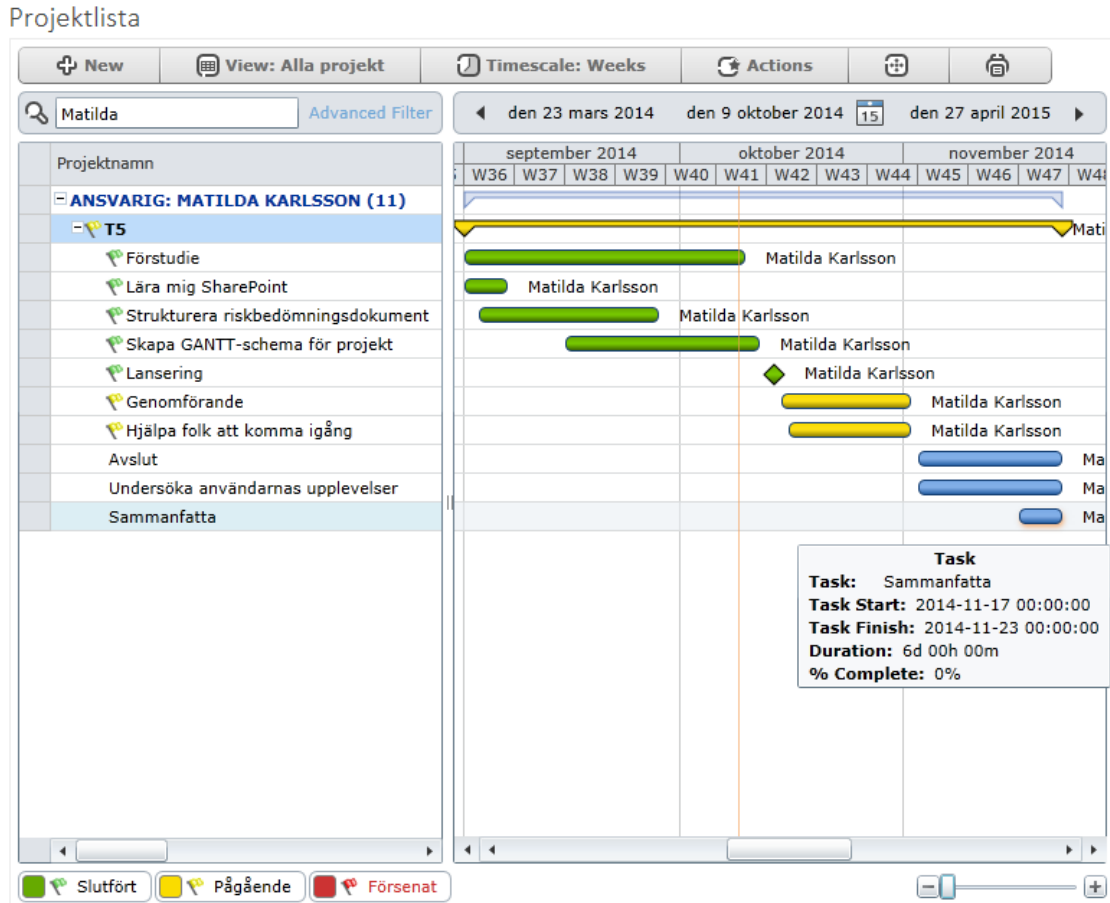 Projektlista
New
View: Alla projekt
Timescale: Weeks
Actions
Matilda
Advanced Filter
den 23 mars 2014
den 9 oktober 2014
15
den 27 april 2015
Projektnamn
september 2014
oktober 2014
november 2014
W36 W37 W38 W39 W40 W41 W42 W43 W44 W45 W46 W47 W48
ANSVARIG: MATILDA KARLSSON (11)
T5
Mati
Förstudie
Matilda Karlsson
Lära mig SharePoint
Matilda Karlsson
Strukturera riskbedömningsdokument
Matilda Karlsson
Skapa GANTT-schema för projekt
Matilda Karlsson
Lansering
Matilda Karlsson
Genomförande
Matilda Karlsson
Hjälpa folk att komma igång
Matilda Karlsson
Avslut
Ma
Undersöka användarnas upplevelser
Ma
Sammanfatta
Ma
Task
Task: Sammanfatta
Task Start: 2014-11-17 00:00:00
Task Finish: 2014-11-23 00:00:00
Duration: 6d 00h 00m
% Complete: 0%
Slutfört
Pågående
Försenat